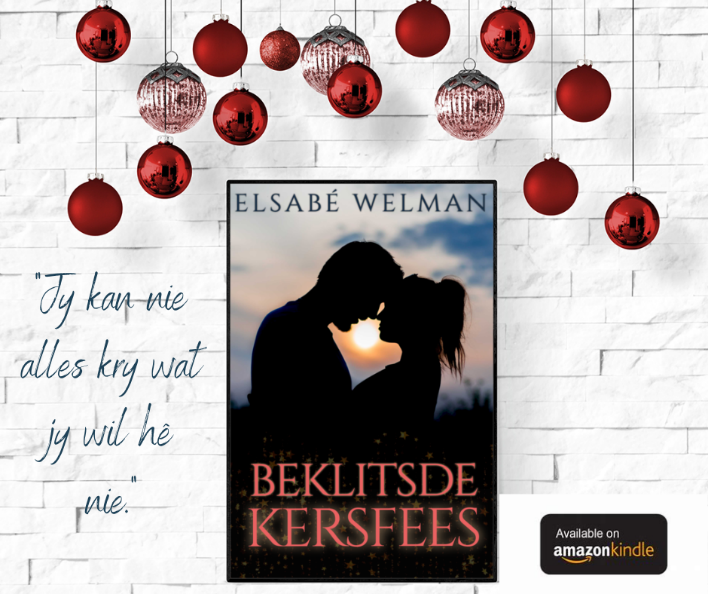 ELSABÉ WELMAN
"Jy kan nie
alles kry wat
jy wil hê
nie."
BEKLITSDE
KERSFEES
Available on
amazonkindle